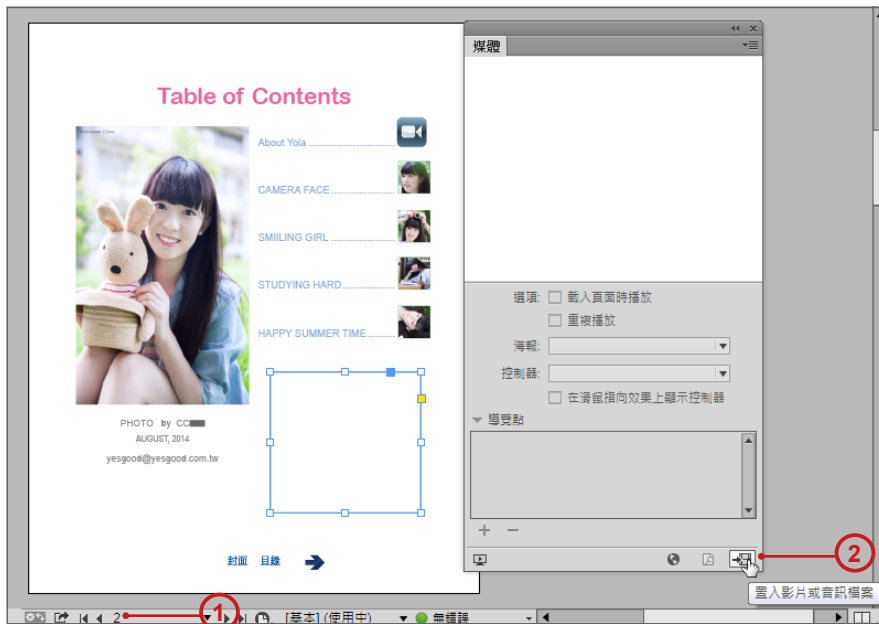 媒體
Table of Contents
About Yola
CAMERA FACE
SMIILING GIRL
STUDYING HARD
HAPPY SUMMER TIME
PHOTO by CC
AUGUST, 2014
yesgood@yesgood.com.tw
封面 目錄
選項: 載入頁面時播放
重複播放
海報:
控制器:
在滑鼠指向效果上顯示控制器
導覽點
2
置入影片或音訊檔案
1
2 [基本] (使用中) 無錯誤